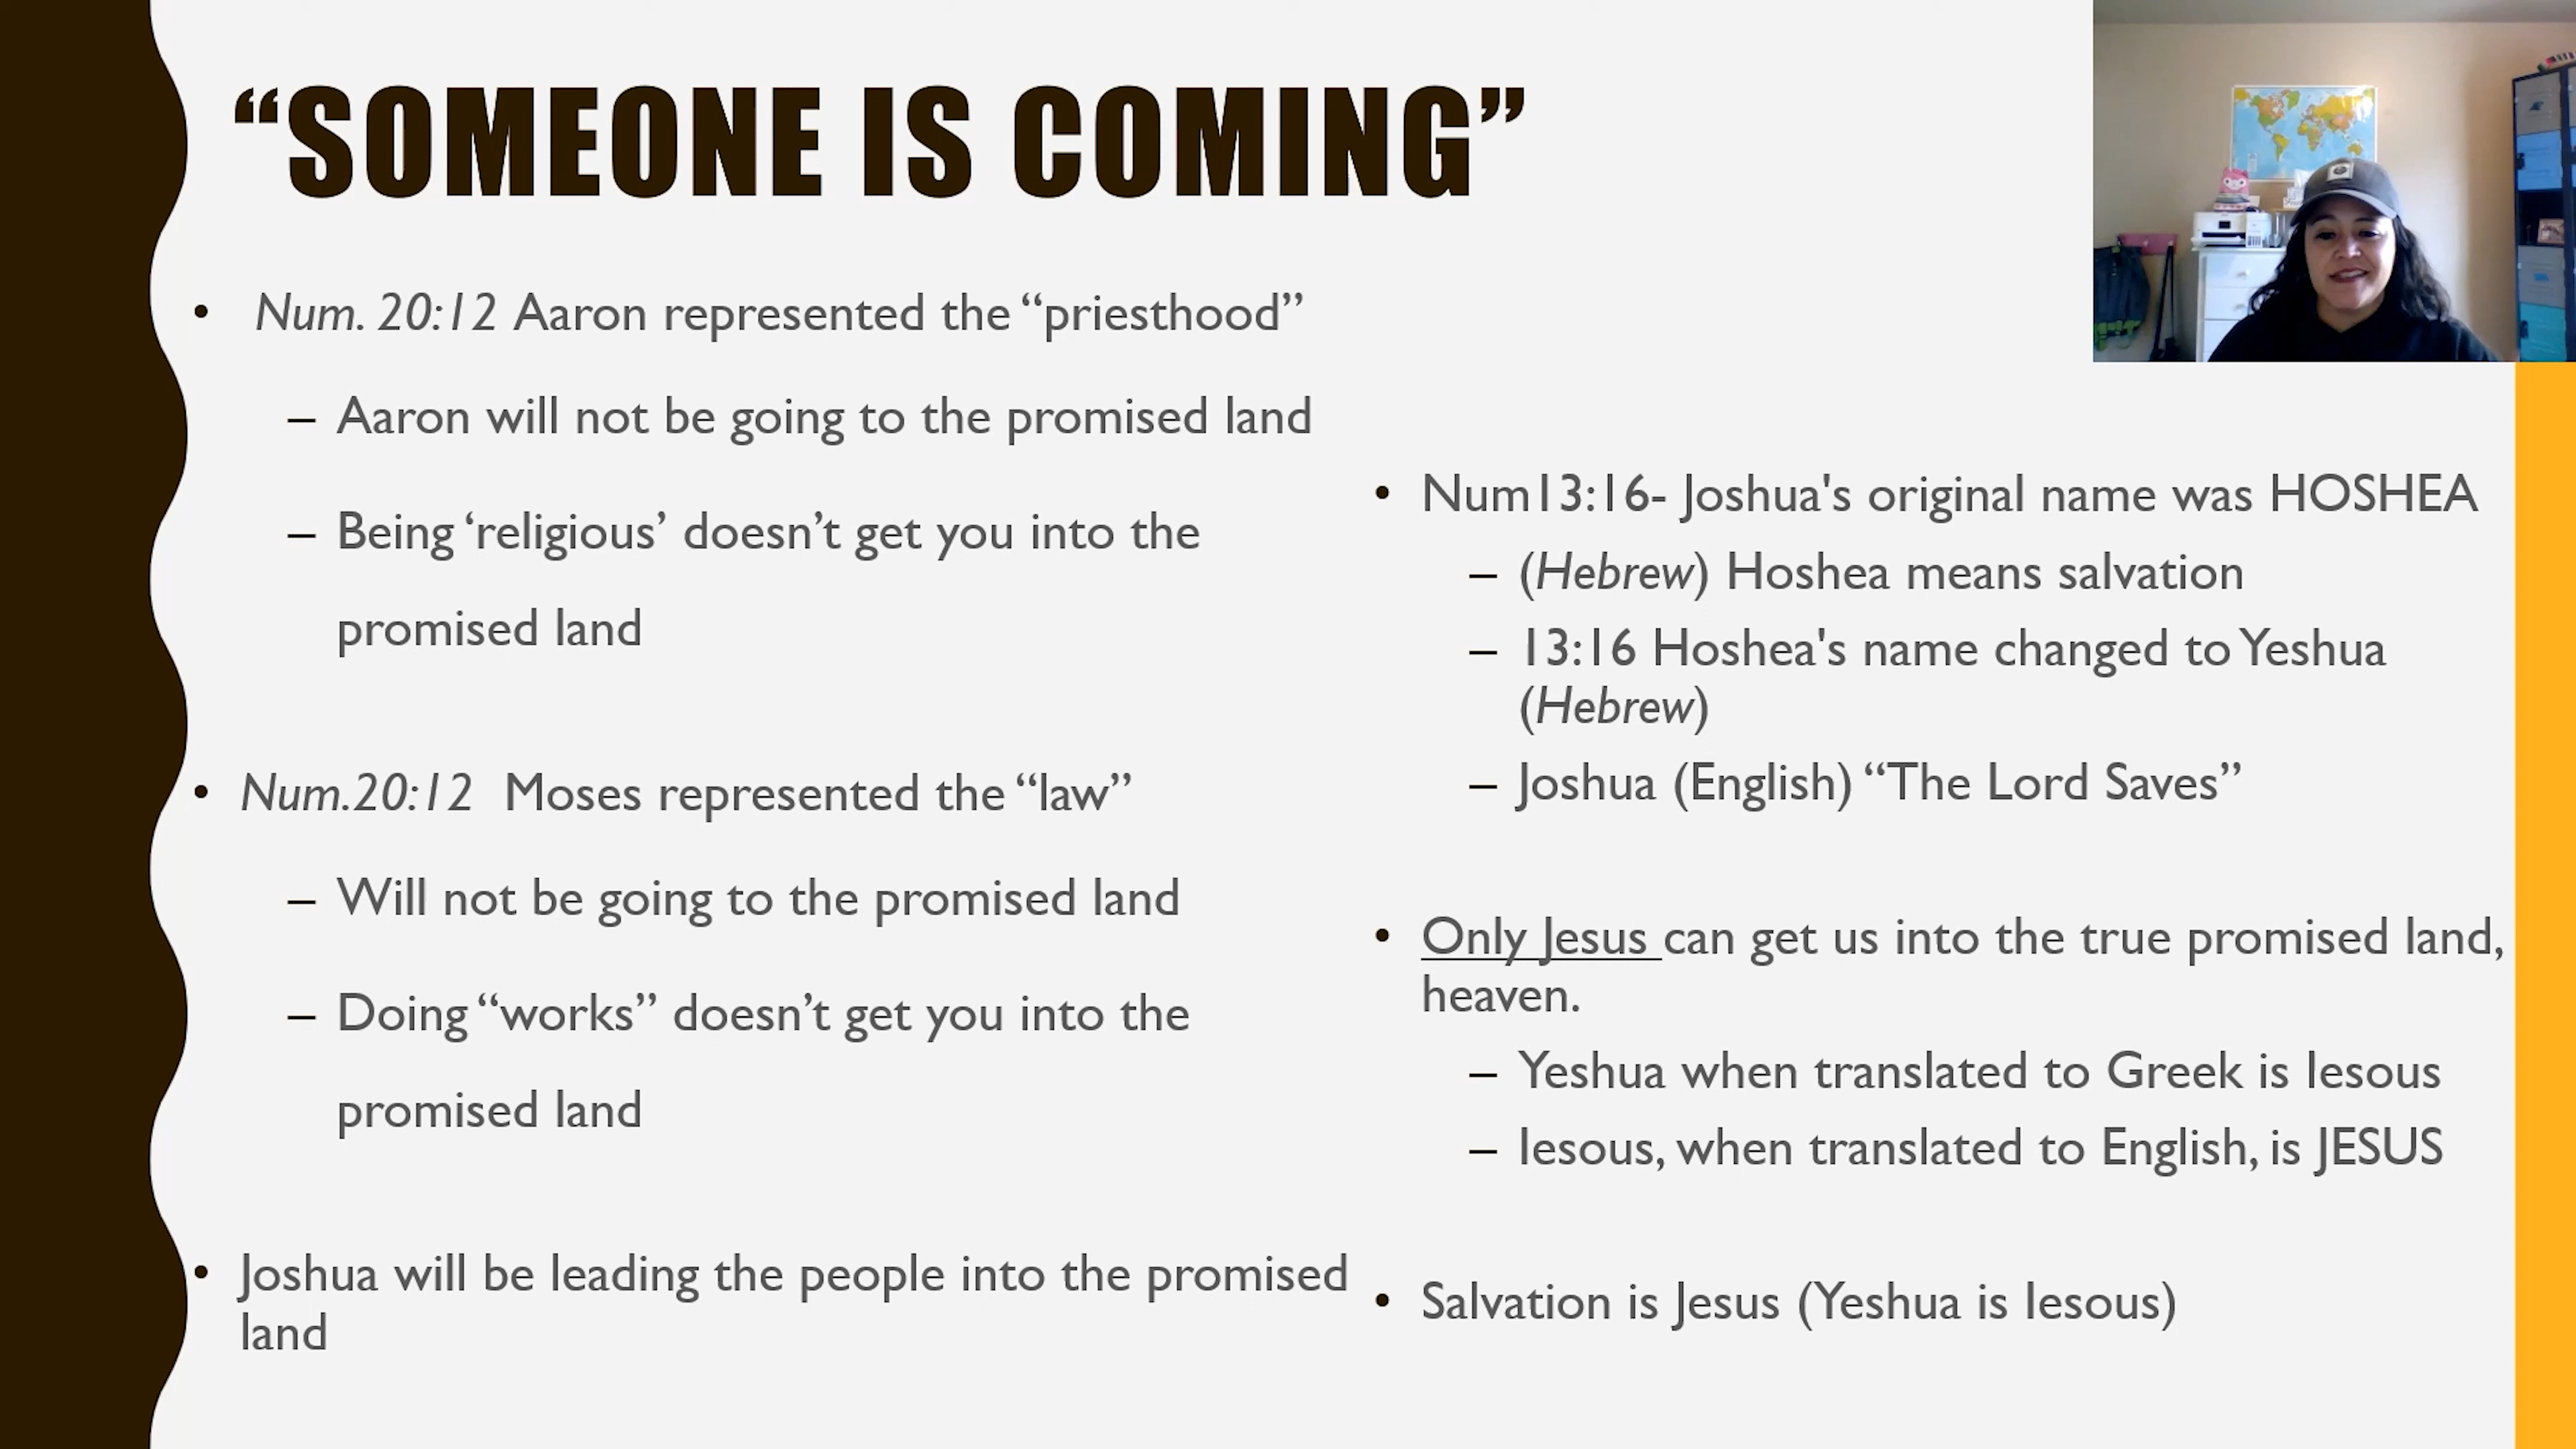 “SOMEONE IS COMING”
• Num. 20:12 Aaron represented the “priesthood”
– Aaron will not be going to the promised land
– Being ‘religious’ doesn’t get you into the
promised land
• Num.20:12 Moses represented the “law”
– Will not be going to the promised land
– Doing “works” doesn’t get you into the
promised land
• Joshua will be leading the people into the promised
land
• Num13:16- Joshua's original name was HOSHEA
– (Hebrew) Hoshea means salvation
– 13:16 Hoshea's name changed to Yeshua
(Hebrew)
– Joshua (English) “The Lord Saves”
• Only Jesus can get us into the true promised land,
heaven.
– Yeshua when translated to Greek is Iesous
– Iesous, when translated to English, is JESUS
• Salvation is Jesus (Yeshua is Iesous)